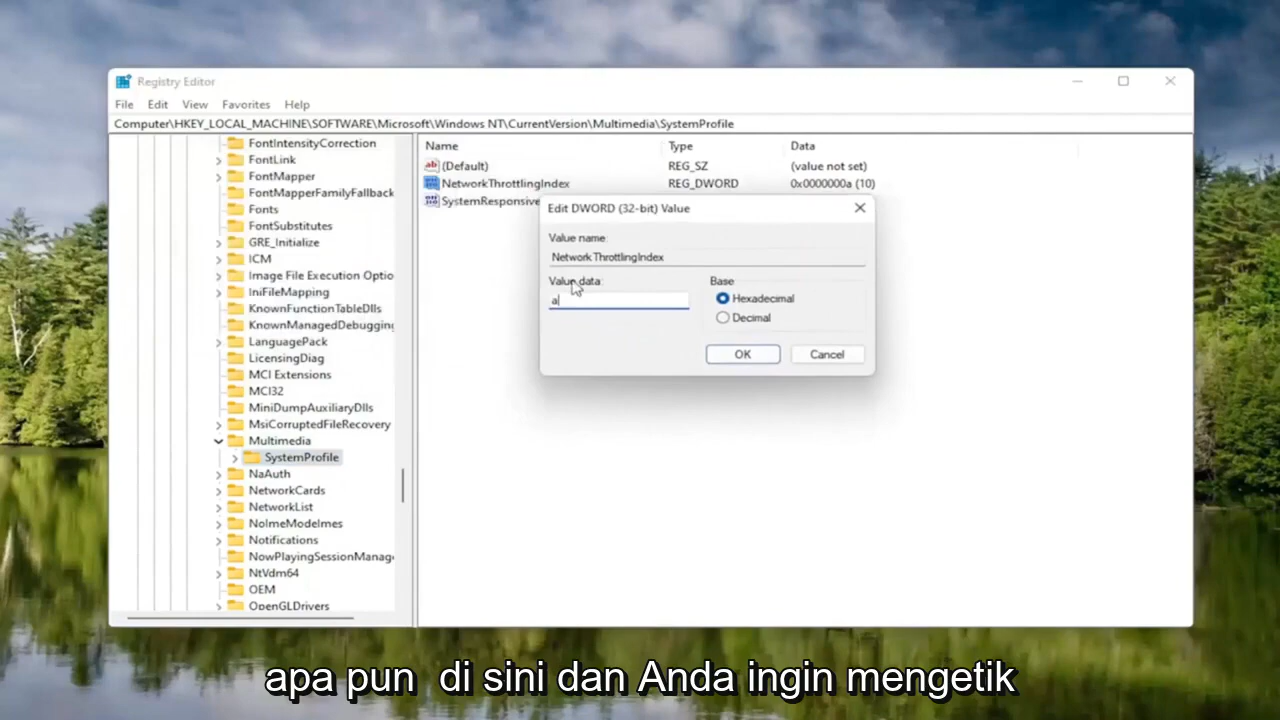 Registry Editor
File Edit View Favorites Help
Computer\HKEY_LOCAL_MACHINE\SOFTWARE\Microsoft\Windows NT\CurrentVersion\Multimedia\SystemProfile
FontIntensityCorrection
FontLink
FontMapper
FontMapperFamilyFallback
Fonts
FontSubstitutes
GRE_Initialize
ICM
Image File Execution Optio
IniFileMapping
KnownFunctionTableDlls
KnownManagedDebugging
LanguagePack
LicensingDiag
MCI Extensions
MCI32
MiniDumpAuxiliaryDlls
MsiCorruptedFileRecovery
Multimedia
SystemProfile
NaAuth
NetworkCards
NetworkList
NoImeModeImes
Notifications
NowPlayingSessionManage
NtVdm64
OEM
OpenGLDrivers
Name Type Data
(Default) REG_SZ (value not set)
NetworkThrottlingIndex REG_DWORD 0x0000000a (10)
SystemResponsive
Edit DWORD (32-bit) Value
Value name:
NetworkThrottlingIndex
Value data: Base
a Hexadecimal
Decimal
OK Cancel
apa pun di sini dan Anda ingin mengetik